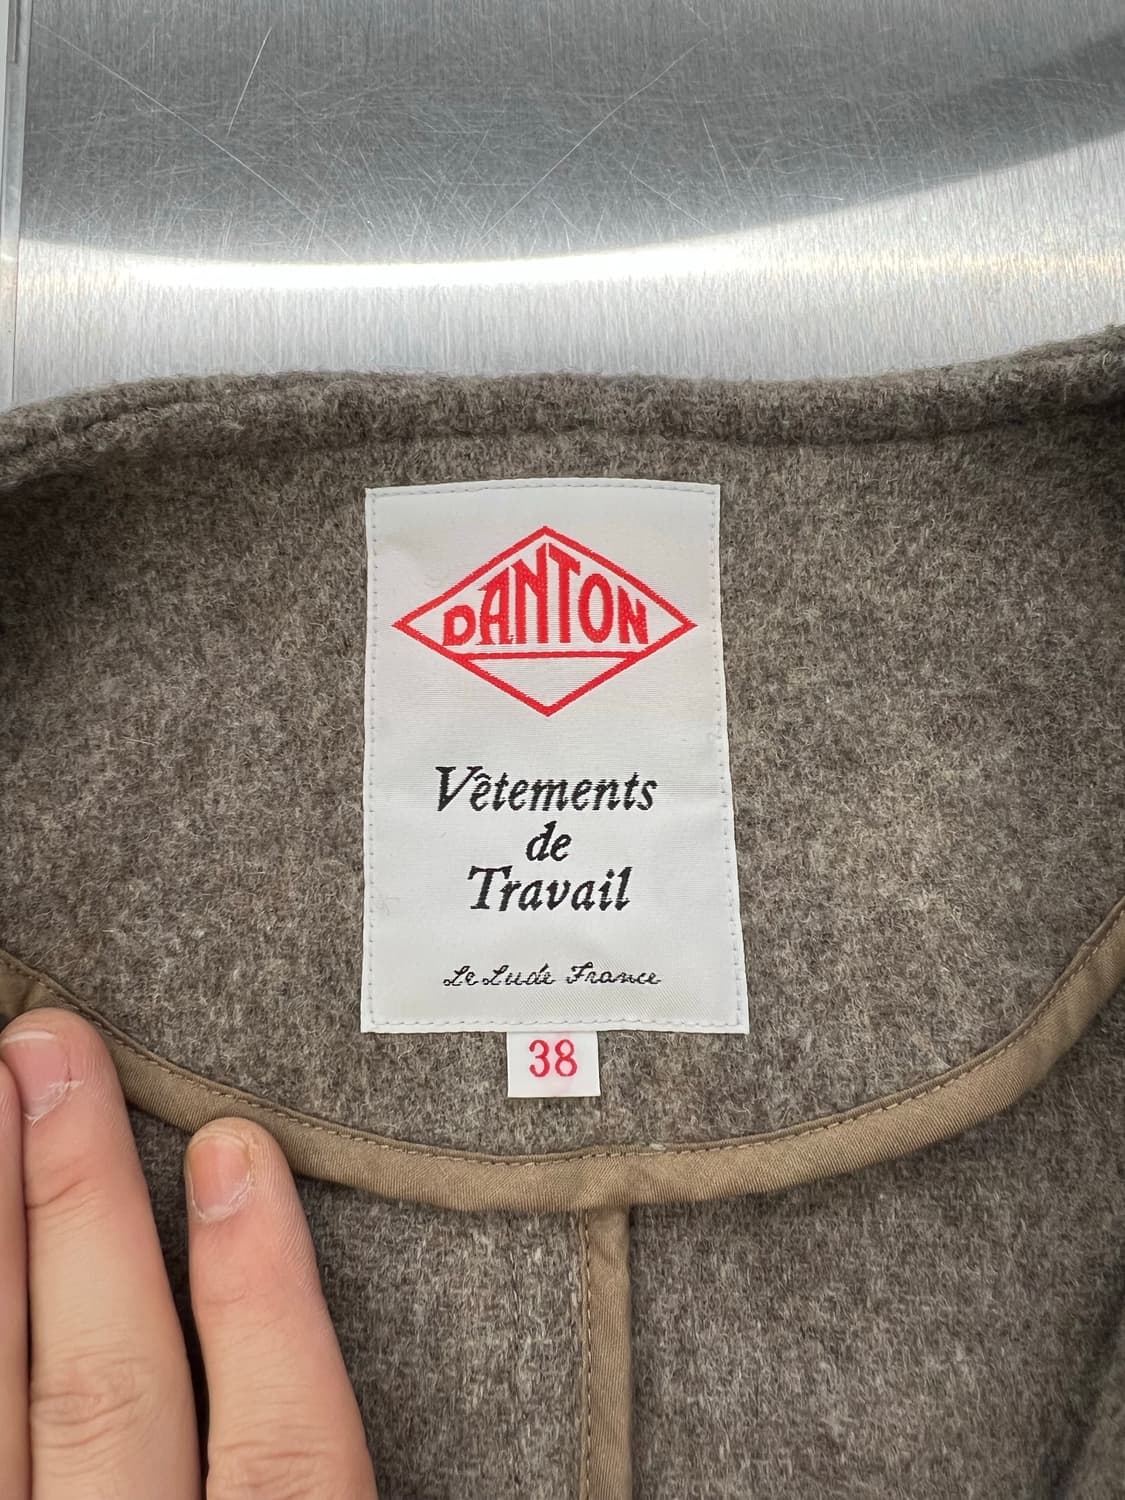 DANTON
Vêtements
de
Travail
Le Lude France
38